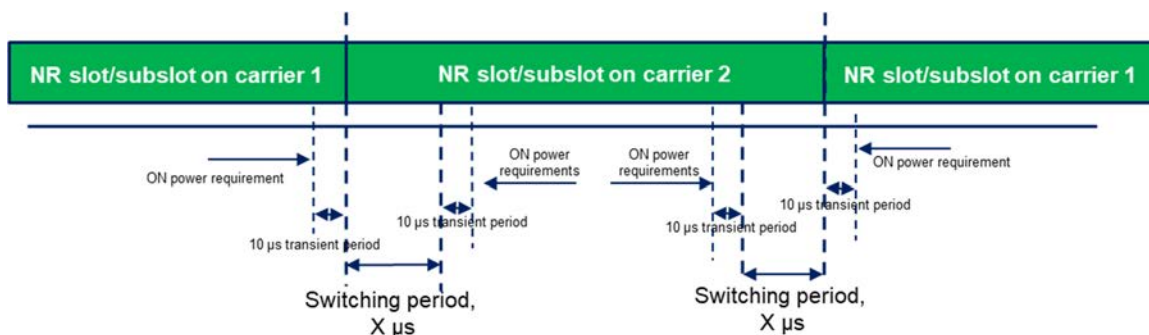 NR slot/subslot on carrier 1
NR slot/subslot on carrier 2
NR slot/subslot on carrier 1
ON power requirement
ON power
requirements
ON power
requirements
ON power requirement
10 µs transient period
10 µs transient period
10 µs transient period
10 µs transient period
Switching period,
X µs
Switching period,
X µs